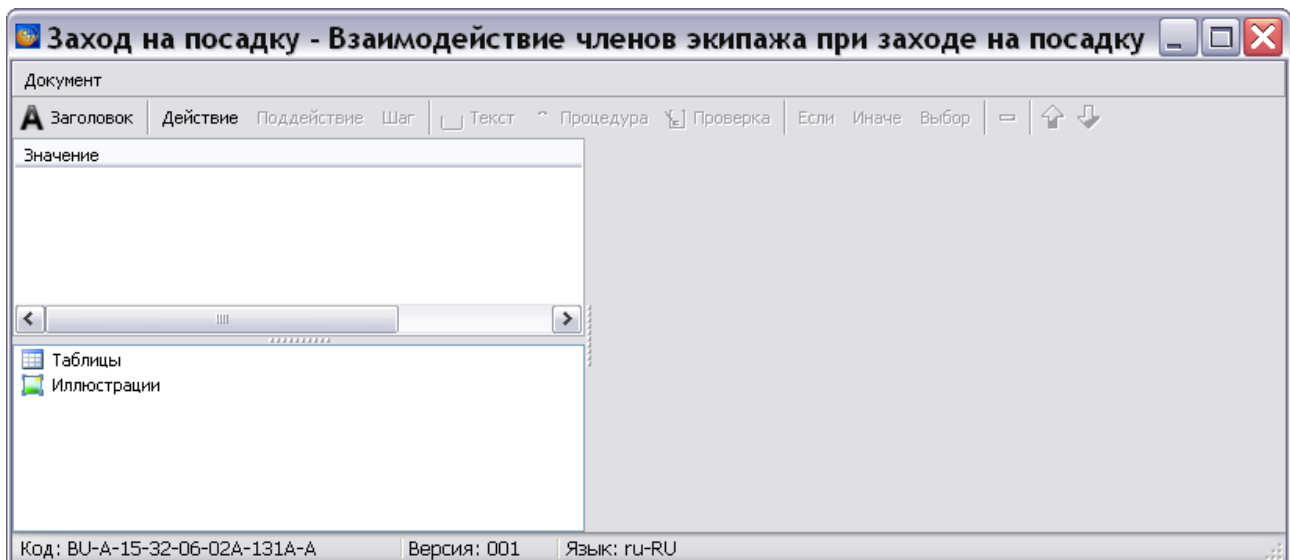 Заход на посадку - Взаимодействие членов экипажа при заходе на посадку
Документ
Заголовок Действие Поддействие Шаг Текст Процедура Проверка Если Иначе Выбор
Значение
Таблицы
Иллюстрации
Код: BU-A-15-32-06-02A-131A-A Версия: 001 Язык: ru-RU